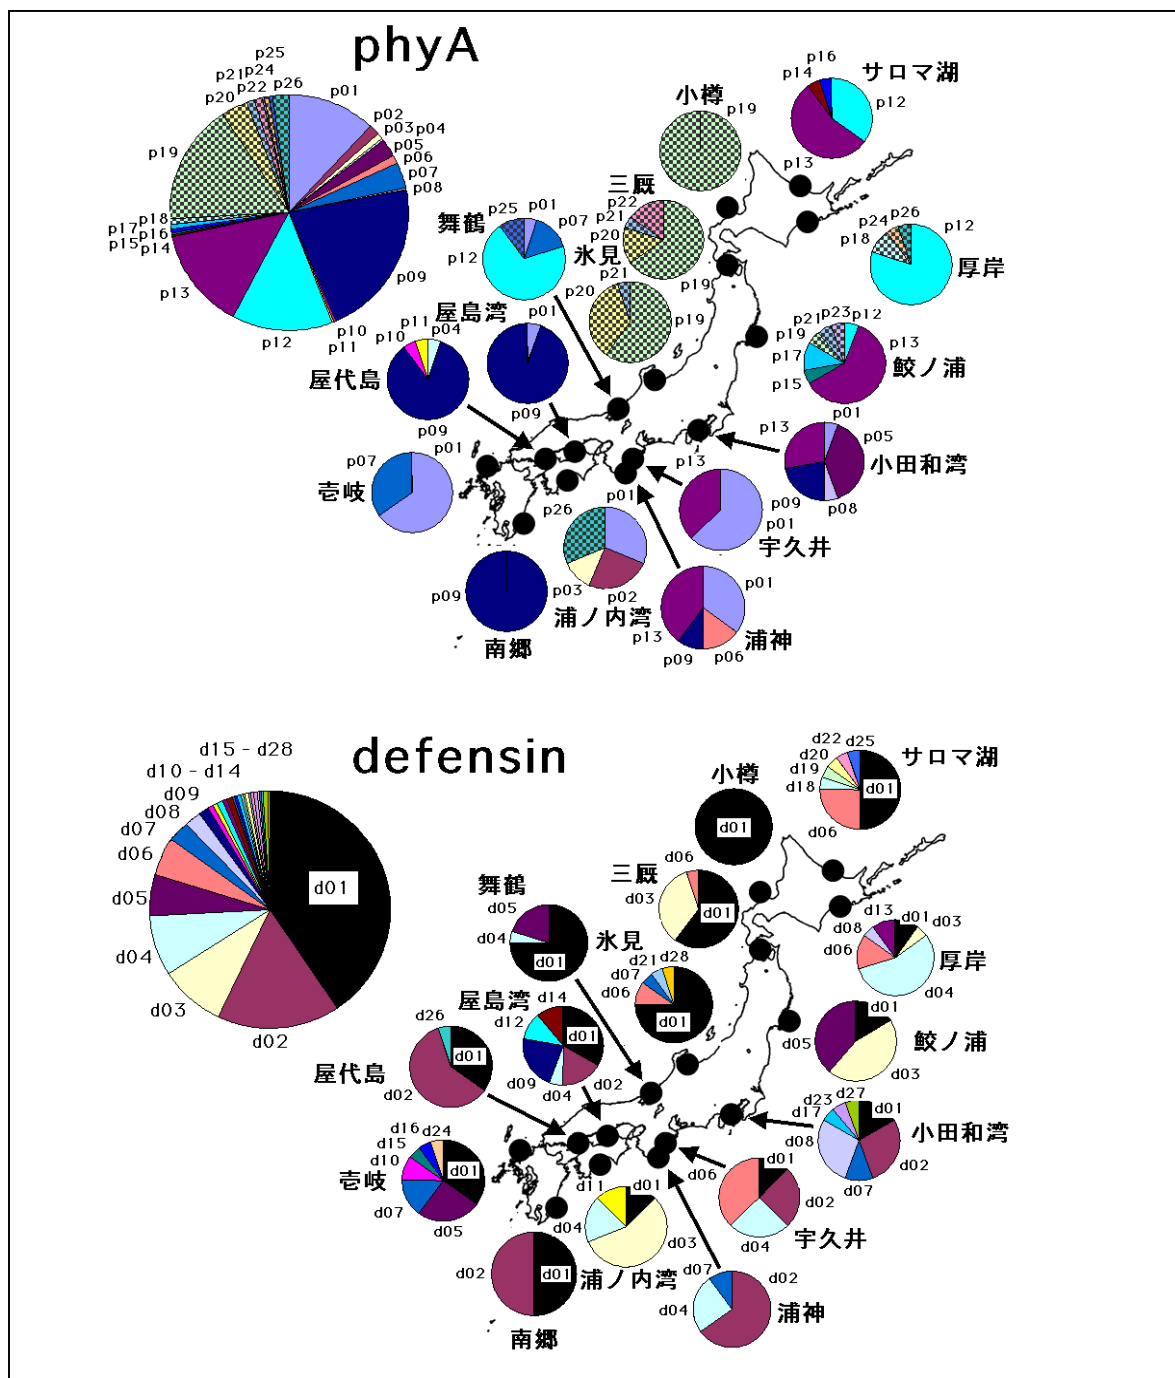 phyA
p25
p24
p21
p22
p26
p01
p20
p02
p03
p04
p05
p06
p07
p08
p19
p18
p17
p16
p15
p14
p13
p12
p11
p10
p09
p16
p14
サロマ湖
p12
p13
小樽
p19
三厩
p22
p21
p20
p19
舞鶴
p25
p01
p07
p12
氷見
p21
p20
p19
p24
p26
p12
p18
厚岸
屋島湾
p01
p09
p11
p04
p10
屋代島
p09
p23
p21
p12
p19
p13
p17
鮫ノ浦
p15
p01
p13
p05
小田和湾
p09
p08
p01
p07
壱岐
p13
p01
宇久井
p26
p01
p03
p02
浦ノ内湾
p09
南郷
p01
p13
浦神
p09
p06
defensin
d15 - d28
d10 - d14
d09
d08
d07
d06
d05
d04
d03
d02
d01
d22
d25
サロマ湖
d20
d19
d18
d01
d06
小樽
d01
三厩
d06
d03
d01
舞鶴
d05
d04
d01
氷見
d21
d28
d07
d06
d01
d13
d01
d03
d08
d06
厚岸
d04
屋島湾
d14
d12
d01
d09
d04
d02
d26
d01
屋代島
d02
d01
d05
鮫ノ浦
d03
d27
d23
d01
d17
小田和湾
d08
d02
d07
d16
d24
d15
d10
d01
壱岐
d07
d05
d01
d06
d02
d04
宇久井
d11
d01
d04
d03
浦ノ内湾
d02
d01
南郷
d07
d02
d04
浦神